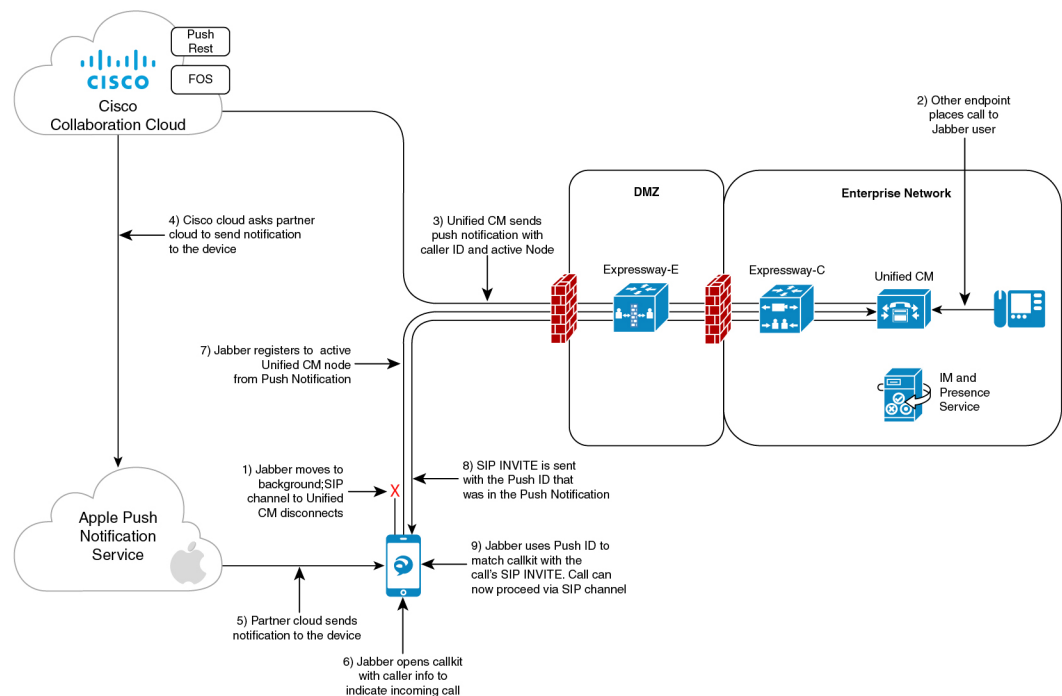 Push
Rest
FOS
CISCO
Cisco
Collaboration Cloud
2) Other endpoint
places call to
Jabber user
DMZ
Enterprise Network
4) Cisco cloud asks partner
cloud to send notification
to the device
3) Unified CM sends
push notification with
caller ID and active Node
Expressway-E
Expressway-C
Unified CM
7) Jabber registers to active
Unified CM node
from Push Notification
IM and
Presence
Service
1) Jabber moves to
background;SIP
channel to Unified
CM disconnects
X
8) SIP INVITE is sent
with the Push ID that
was in the Push Notification
Apple Push
Notification
Service
9) Jabber uses Push ID to
match callkit with the
call's SIP INVITE. Call can
now proceed via SIP channel
5) Partner cloud sends
notification to the device
6) Jabber opens callkit
with caller info to
indicate incoming call